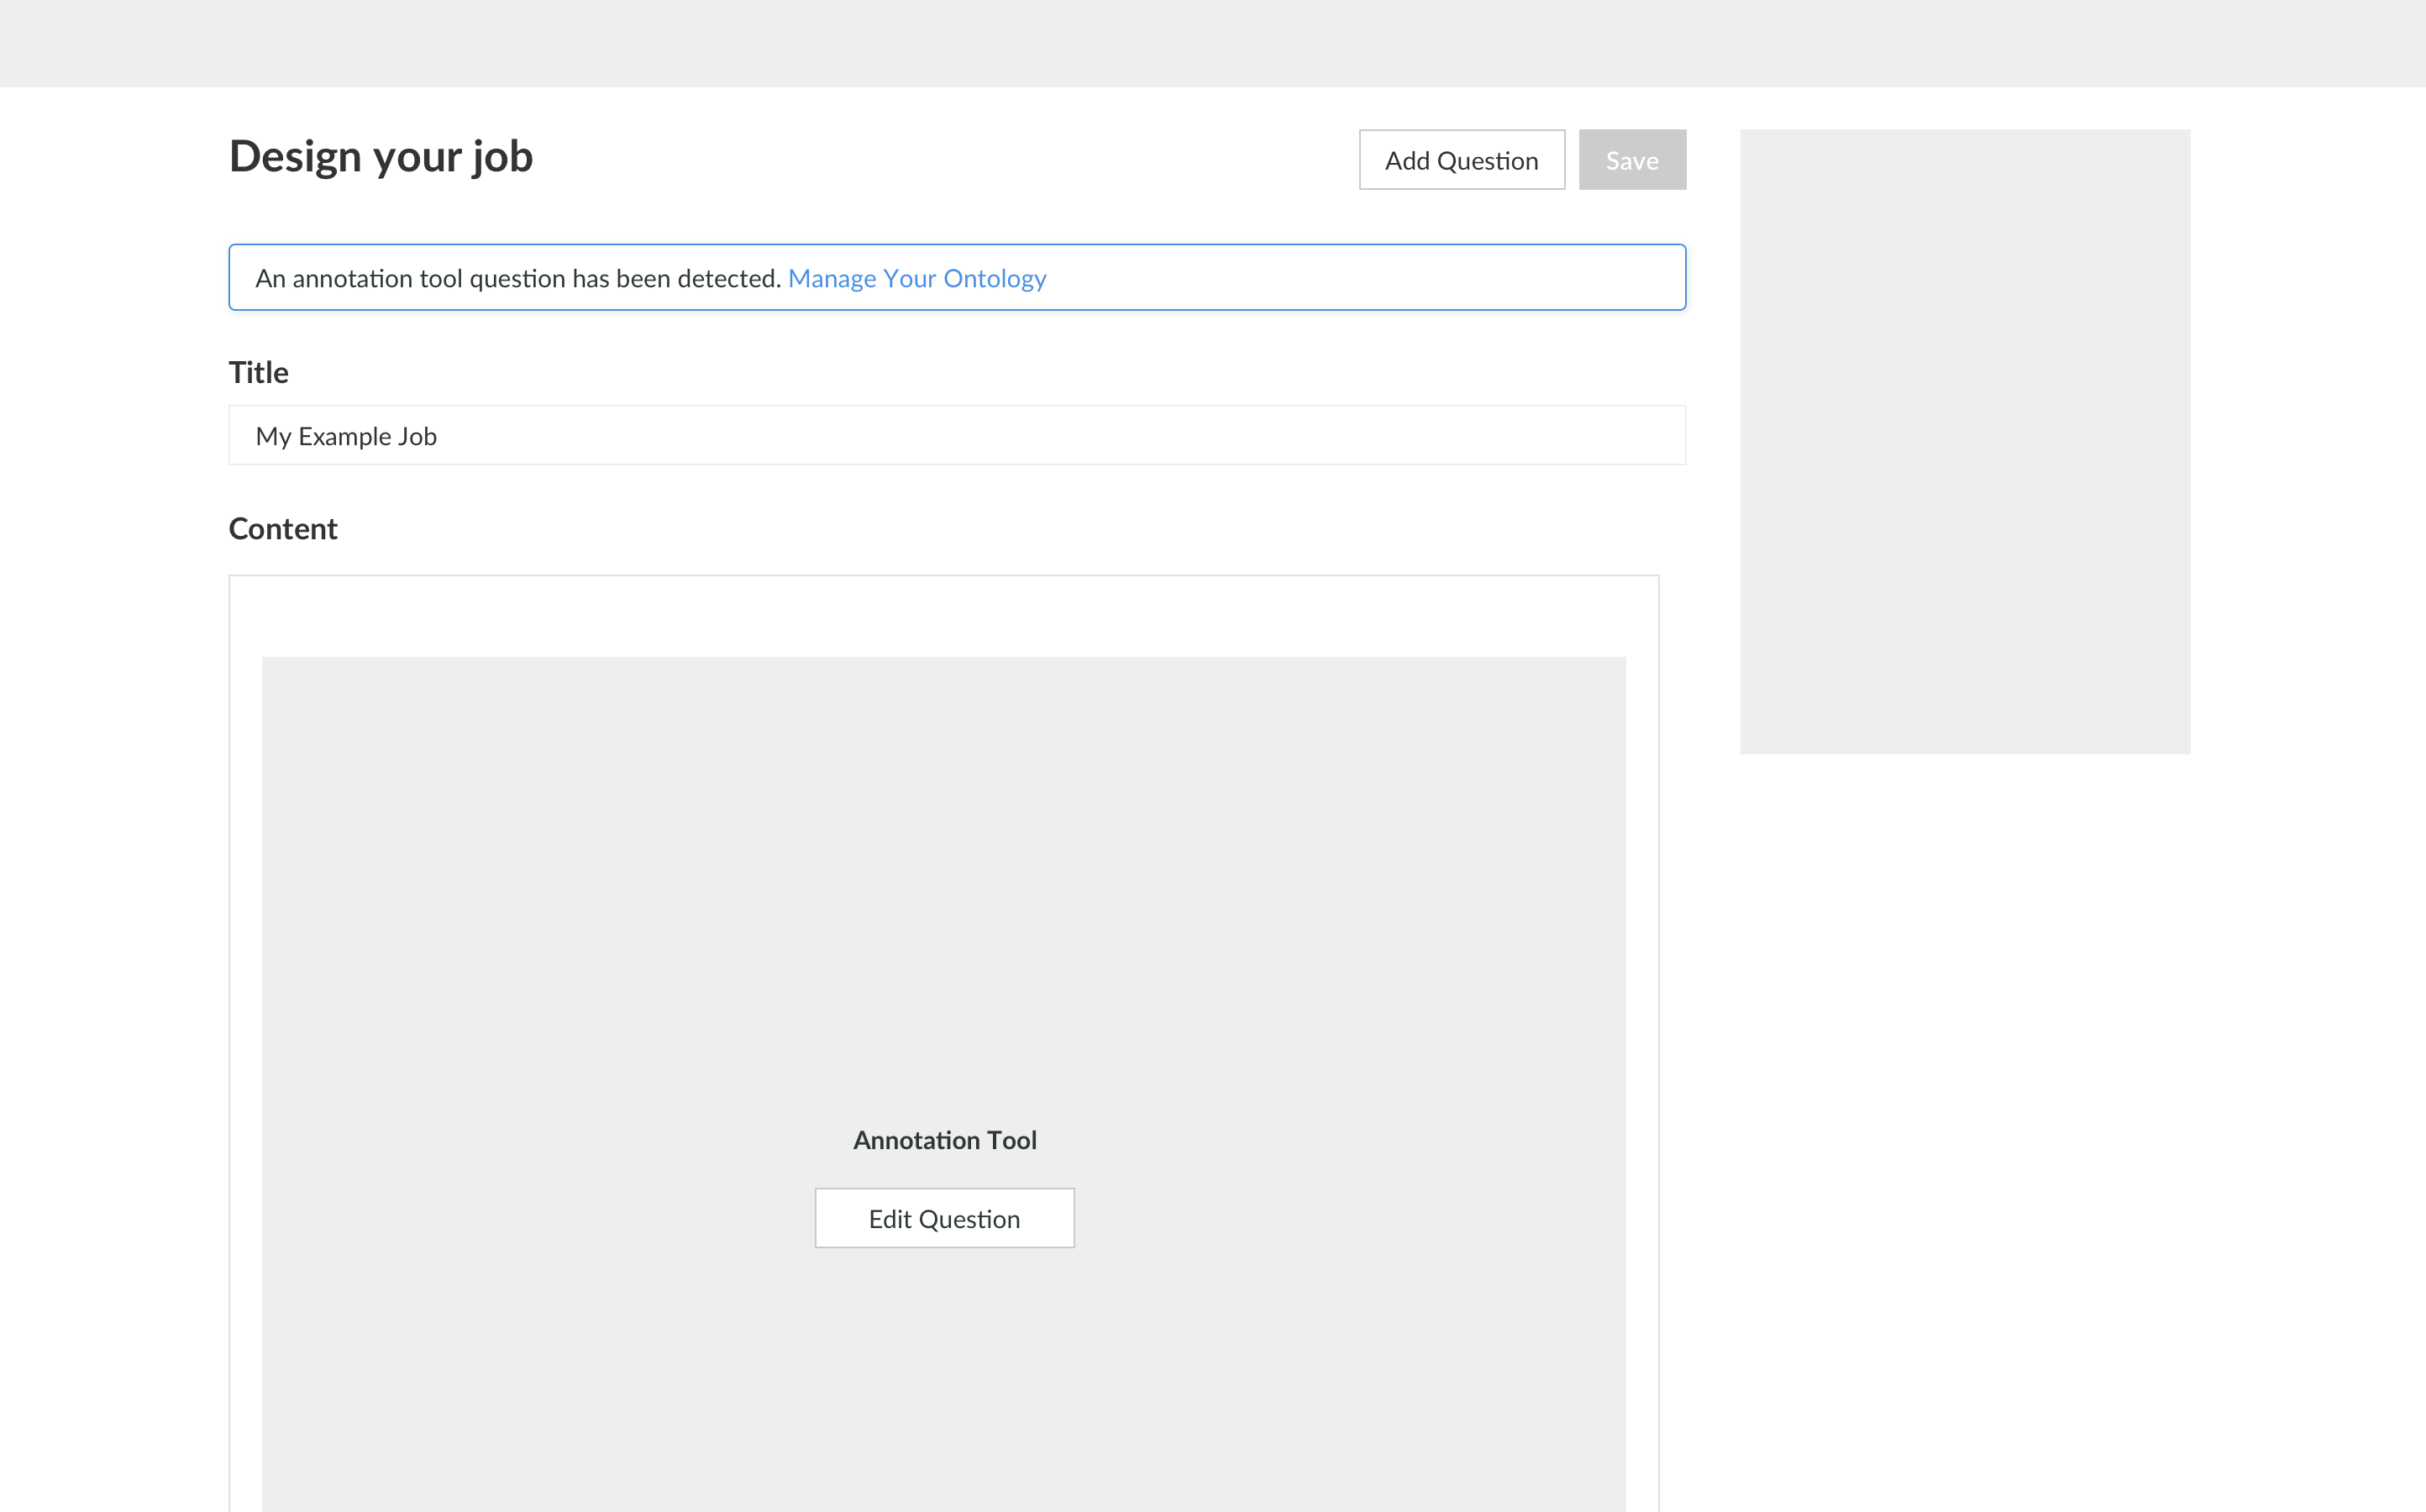 Design your job
Add Question
Save
An annotation tool question has been detected. Manage Your Ontology
Title
My Example Job
Content
Annotation Tool
Edit Question